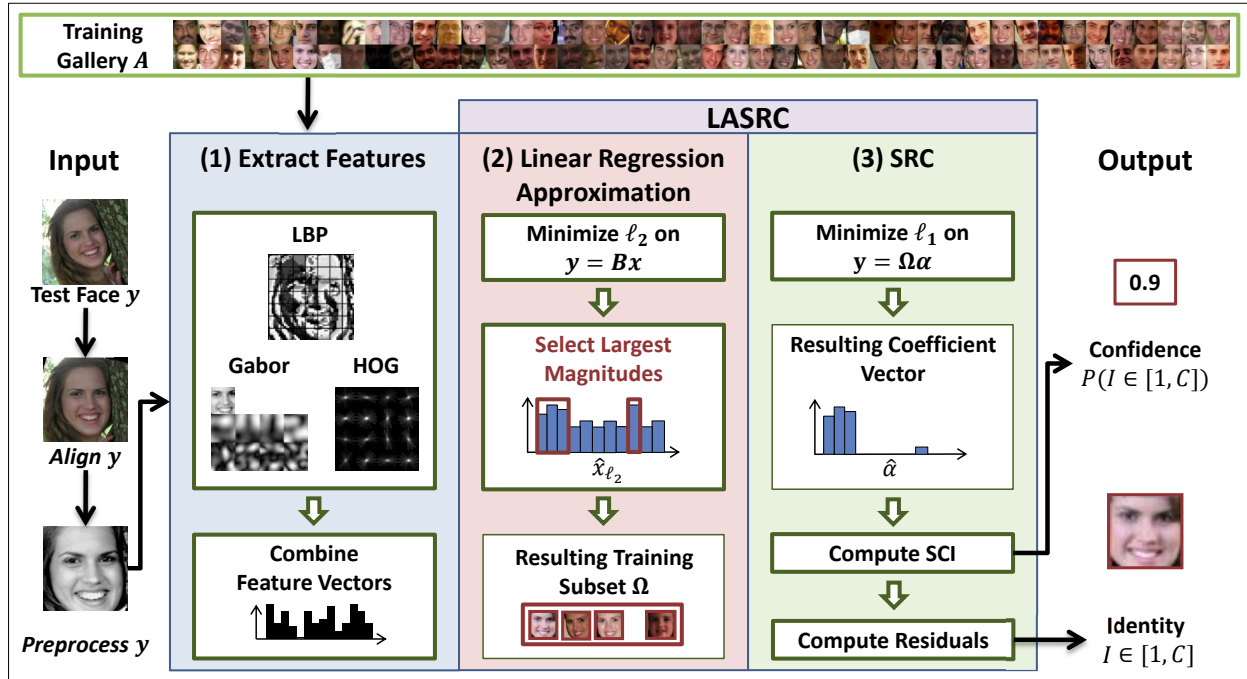 Training
Gallery A
LASRC
Input
(1) Extract Features
(2) Linear Regression
Approximation
(3) SRC
Output
Test Face y
Align y
Preprocess y
LBP
Gabor
HOG
Combine
Feature Vectors
Minimize ℓ₂ on
y = Bx
Select Largest
Magnitudes
x̂ℓ₂
Resulting Training
Subset Ω
Minimize ℓ₁ on
y = Ωα
Resulting Coefficient
Vector
α̂
Compute SCI
Compute Residuals
0.9
Confidence
P(I ∈ [1, C])
Identity
I ∈ [1, C]